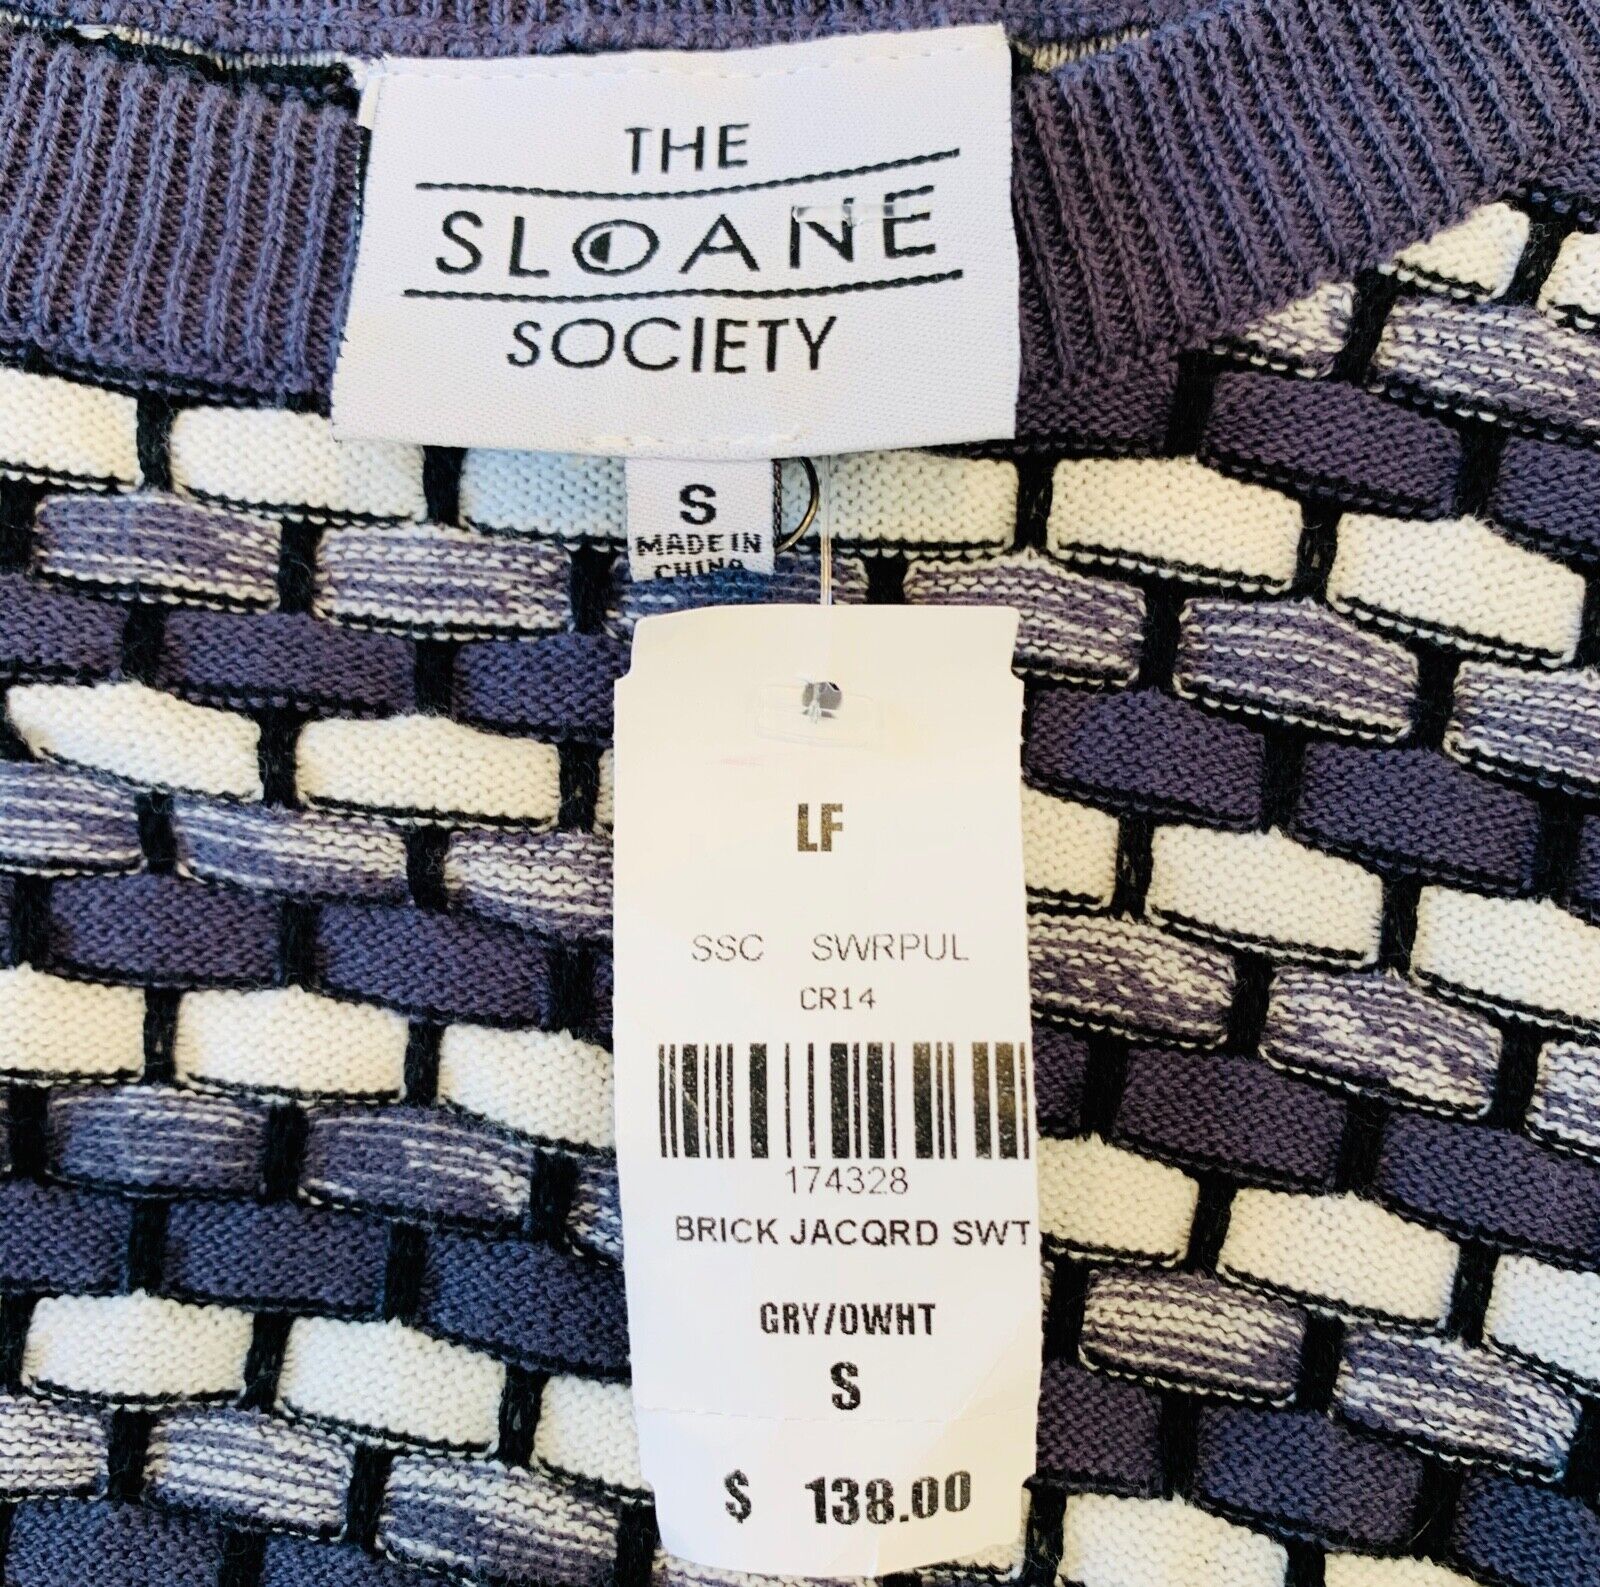 THE
SLOANE
SOCIETY
S
MADE IN
CHINA
LF
SSC SWRPUL
CR14
174328
BRICK JACQRD SWT
GRY/OWHT
S
$ 138.00